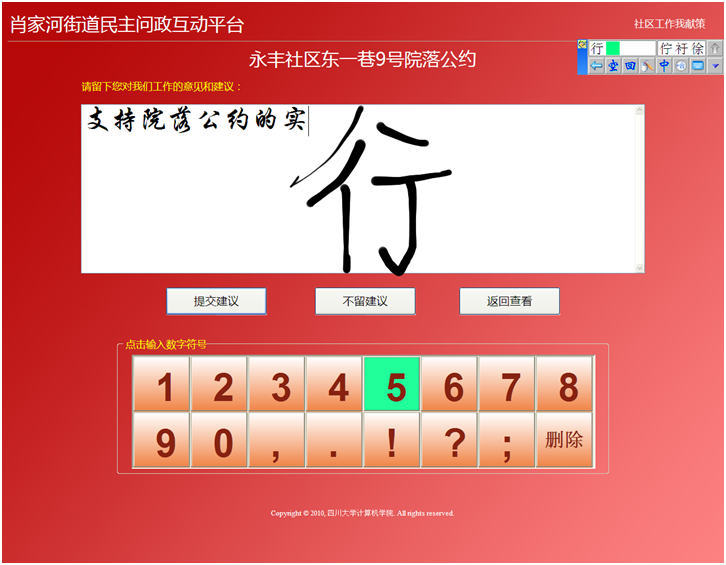 肖家河街道民主问政互动平台
社区工作我献策
行 佇 衧 徐
空 回 中
永丰社区东一巷9号院落公约
请留下您对我们工作的意见和建议：
支持院落公约的实
行
提交建议 不留建议 返回查看
点击输入数字符号
1 2 3 4 5 6 7 8
9 0 , . ! ? ; 删除
Copyright © 2010, 四川大学计算机学院. All rights reserved.